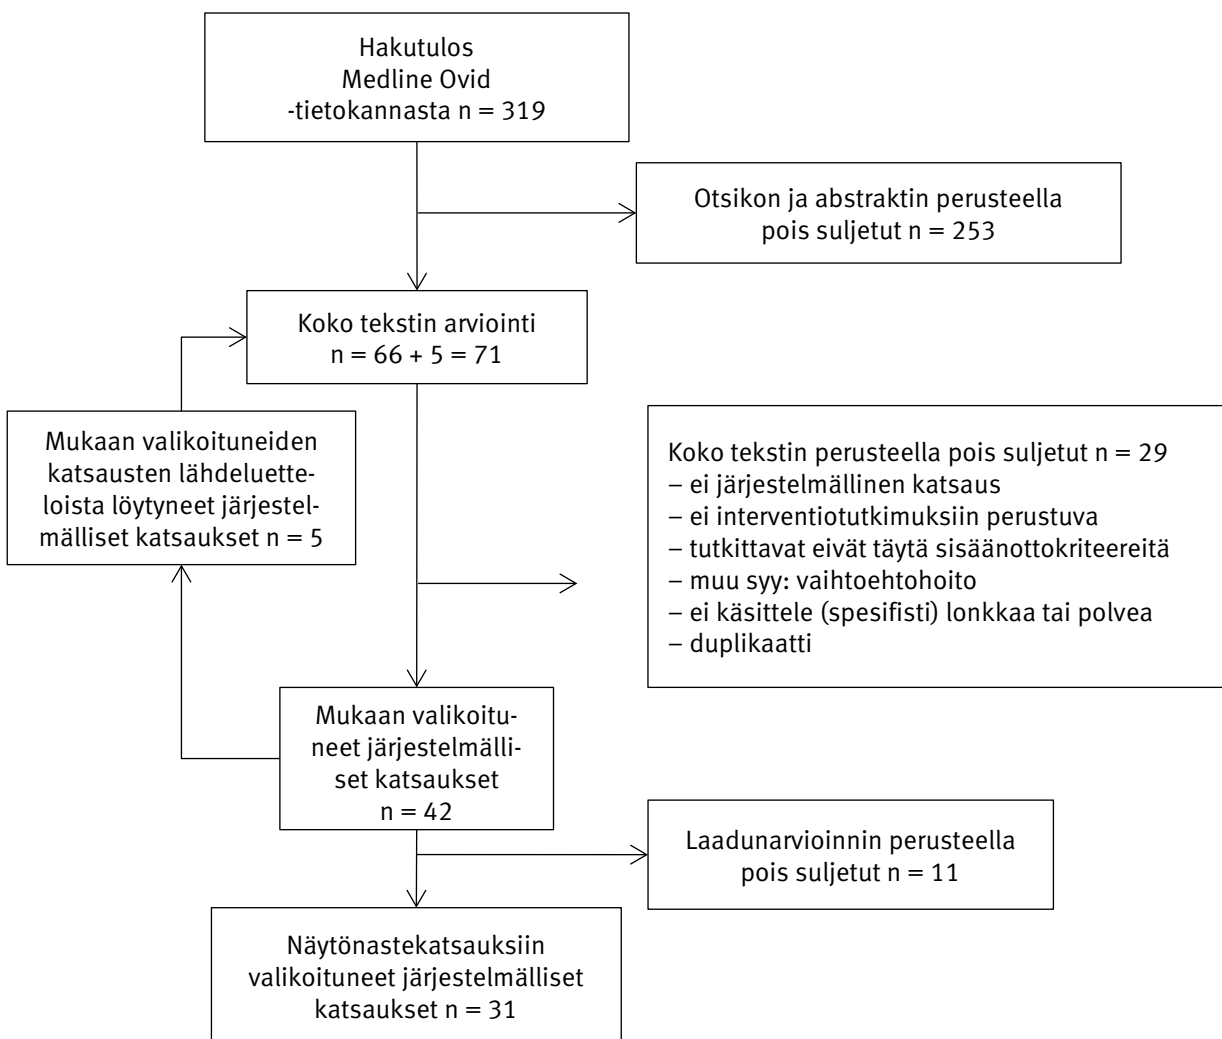 Hakutulos
Medline Ovid
-tietokannasta n = 319
Otsikon ja abstraktin perusteella
pois suljetut n = 253
Koko tekstin arviointi
n = 66 + 5 = 71
Mukaan valikoituneiden
katsausten lähdeluette-
loista löytyneet järjestel-
mälliset katsaukset n = 5
Koko tekstin perusteella pois suljetut n = 29
– ei järjestelmällinen katsaus
– ei interventiotutkimuksiin perustuva
– tutkittavat eivät täytä sisäänottokriteereitä
– muu syy: vaihtoehtohoito
– ei käsittele (spesifisti) lonkkaa tai polvea
– duplikaatti
Mukaan valikoitu-
neet järjestelmälli-
set katsaukset
n = 42
Laadunarvioinnin perusteella
pois suljetut n = 11
Näytönastekatsauksiin
valikoituneet järjestelmälliset
katsaukset n = 31